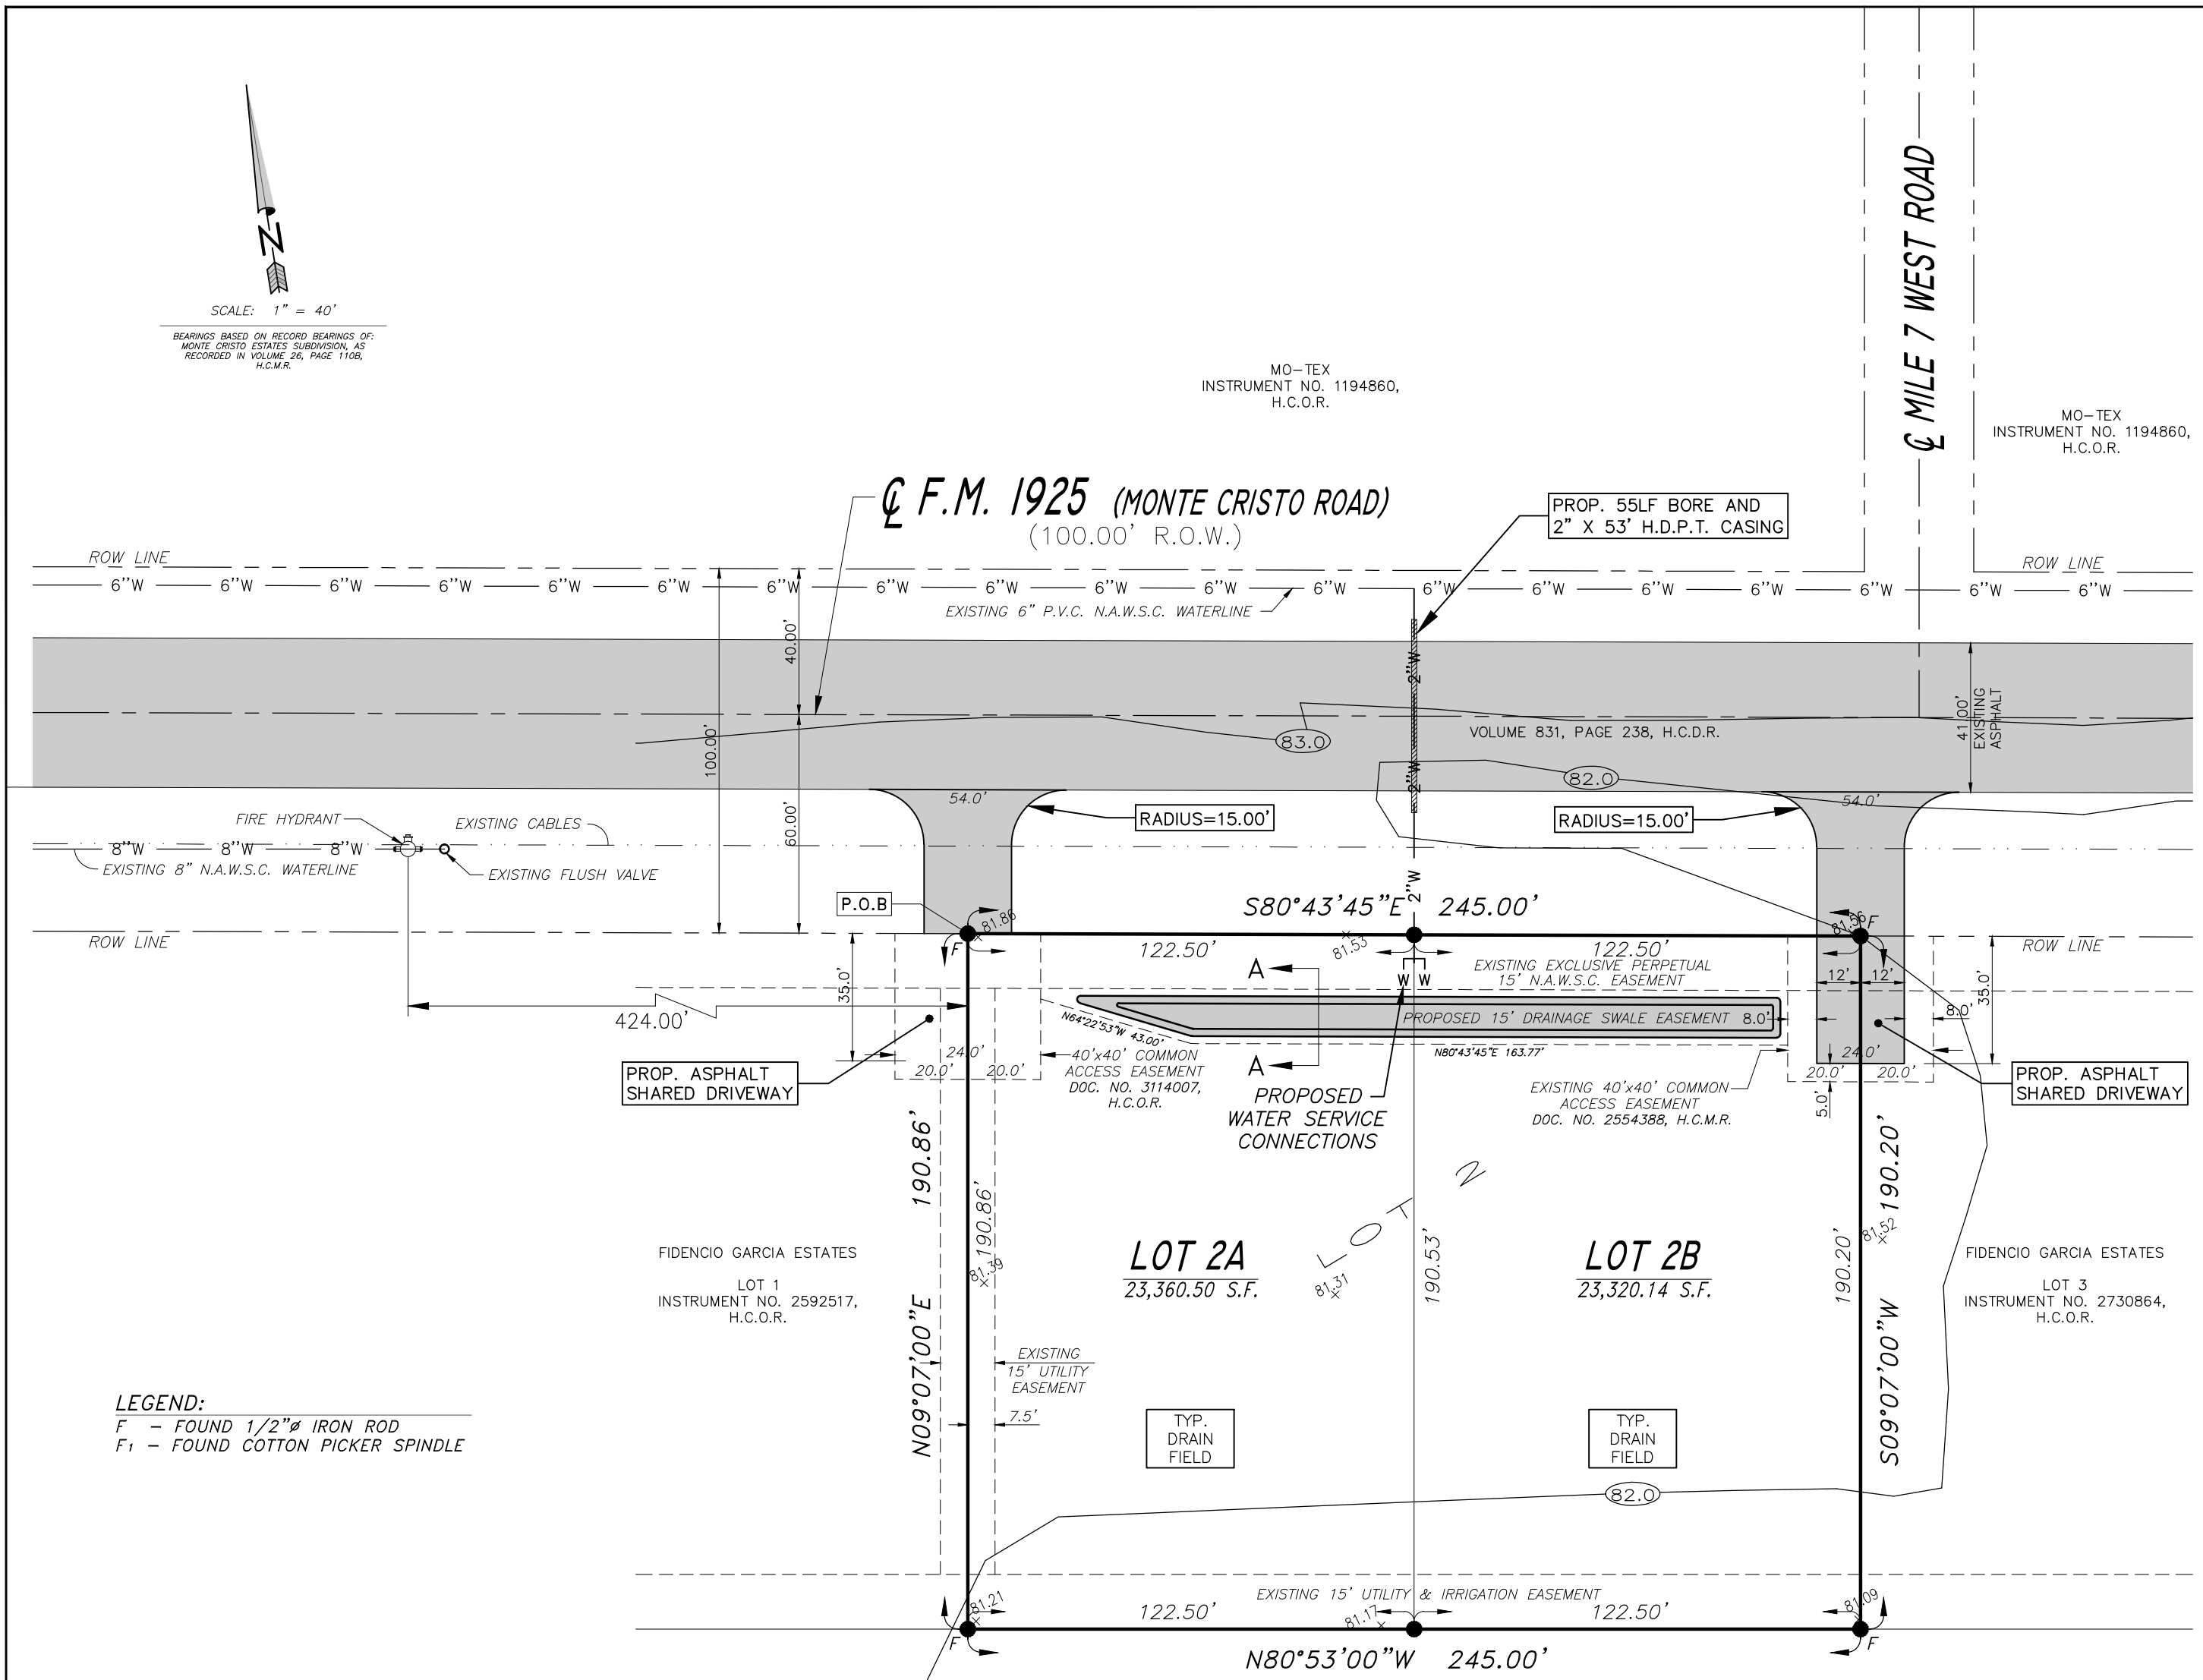 N
SCALE: 1" = 40'
BEARINGS BASED ON RECORD BEARINGS OF:
MONTE CRISTO ESTATES SUBDIVISION, AS
RECORDED IN VOLUME 26, PAGE 110B,
H.C.M.R.
MO-TEX
INSTRUMENT NO. 1194860,
H.C.O.R.
℄ MILE 7 WEST ROAD
MO-TEX
INSTRUMENT NO. 1194860,
H.C.O.R.
℄ F.M. 1925 (MONTE CRISTO ROAD)
(100.00' R.O.W.)
PROP. 55LF BORE AND
2" X 53' H.D.P.T. CASING
ROW LINE
ROW LINE
6"W 6"W 6"W 6"W 6"W 6"W 6"W 6"W 6"W 6"W 6"W 6"W 6"W 6"W 6"W 6"W 6"W 6"W 6"W
EXISTING 6" P.V.C. N.A.W.S.C. WATERLINE
40.00'
100.00'
60.00'
2"W
2"W
2"W
83.0
VOLUME 831, PAGE 238, H.C.D.R.
82.0
41.00'
EXISTING
ASPHALT
54.0'
RADIUS=15.00'
RADIUS=15.00'
54.0'
FIRE HYDRANT
EXISTING CABLES
8"W 8"W 8"W
EXISTING 8" N.A.W.S.C. WATERLINE
EXISTING FLUSH VALVE
P.O.B
ROW LINE
ROW LINE
S80°43'45"E 245.00'
81.86
81.53
81.56
F
F
122.50'
122.50'
35.0'
A
W W
EXISTING EXCLUSIVE PERPETUAL
15' N.A.W.S.C. EASEMENT
12' 12'
8.0'
35.0'
424.00'
N64°22'53"W 43.00'
PROPOSED 15' DRAINAGE SWALE EASEMENT 8.0'
N80°43'45"E 163.77'
24.0'
20.0' 20.0'
40'x40' COMMON
ACCESS EASEMENT
DOC. NO. 3114007,
H.C.O.R.
A
PROP. ASPHALT
SHARED DRIVEWAY
PROPOSED
WATER SERVICE
CONNECTIONS
EXISTING 40'x40' COMMON
ACCESS EASEMENT
DOC. NO. 2554388, H.C.M.R.
24.0'
20.0' 20.0'
5.0'
PROP. ASPHALT
SHARED DRIVEWAY
190.86'
190.86'
190.20'
190.20'
LOT 2
190.53'
81.39
81.31
81.52
FIDENCIO GARCIA ESTATES
LOT 1
INSTRUMENT NO. 2592517,
H.C.O.R.
LOT 2A
23,360.50 S.F.
LOT 2B
23,320.14 S.F.
FIDENCIO GARCIA ESTATES
LOT 3
INSTRUMENT NO. 2730864,
H.C.O.R.
N09°07'00"E
S09°07'00"W
EXISTING
15' UTILITY
EASEMENT
7.5'
LEGEND:
F - FOUND 1/2"ø IRON ROD
F1 - FOUND COTTON PICKER SPINDLE
TYP.
DRAIN
FIELD
TYP.
DRAIN
FIELD
82.0
EXISTING 15' UTILITY & IRRIGATION EASEMENT
81.21
81.17
81.09
122.50'
122.50'
F
F
N80°53'00"W 245.00'